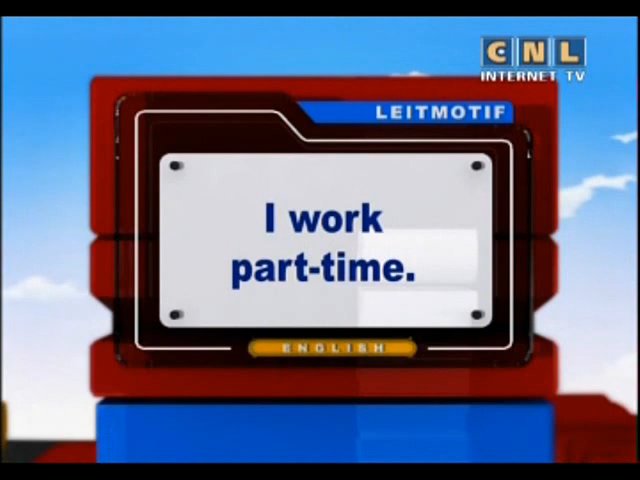 CNL
INTERNET TV
LEITMOTIF
I work
part-time.
ENGLISH